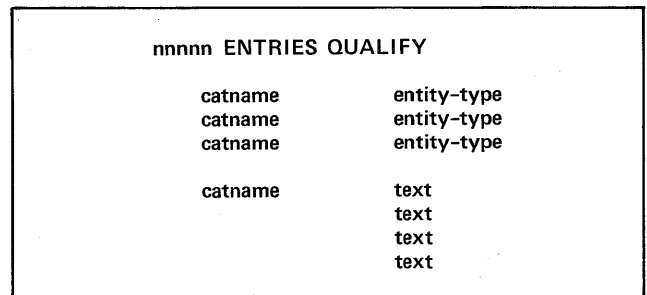 nnnnn ENTRIES QUALIFY
catname entity-type
catname entity-type
catname entity-type
catname text
text
text
text